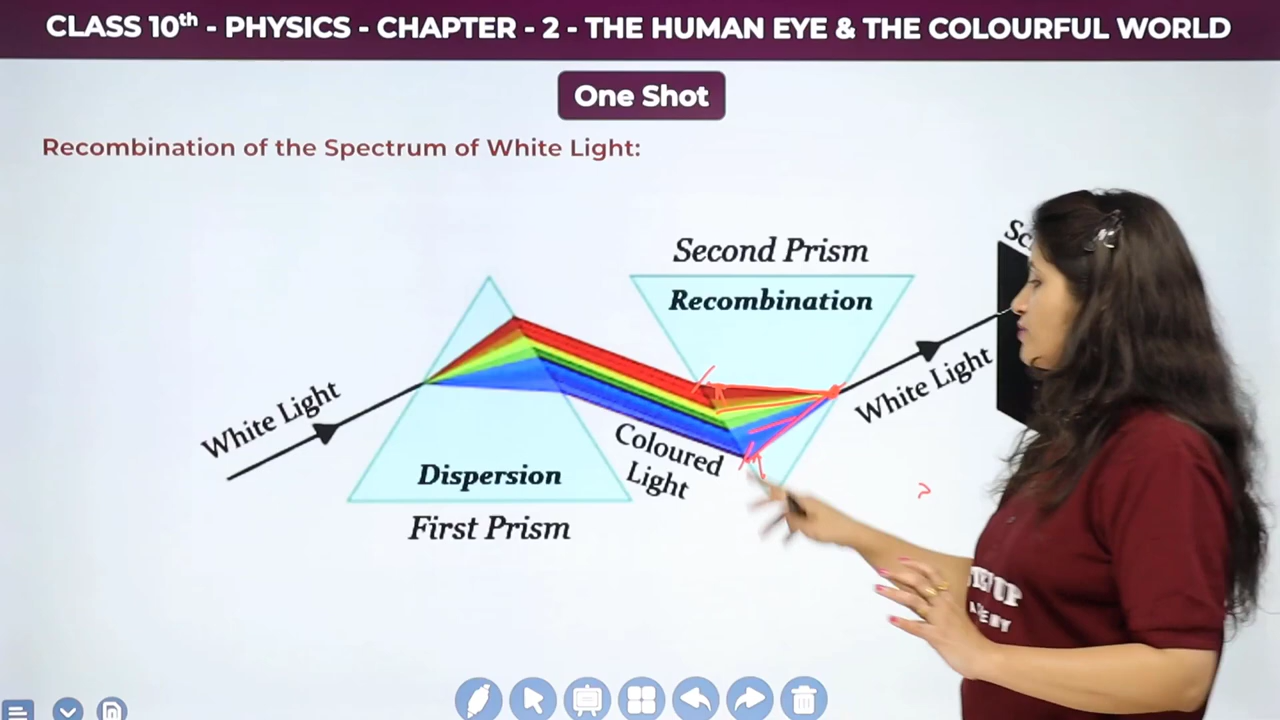 CLASS 10th - PHYSICS - CHAPTER - 2 - THE HUMAN EYE & THE COLOURFUL WORLD
One Shot
Recombination of the Spectrum of White Light:
Second Prism
Recombination
White Light
White Light
Coloured
Light
Dispersion
First Prism